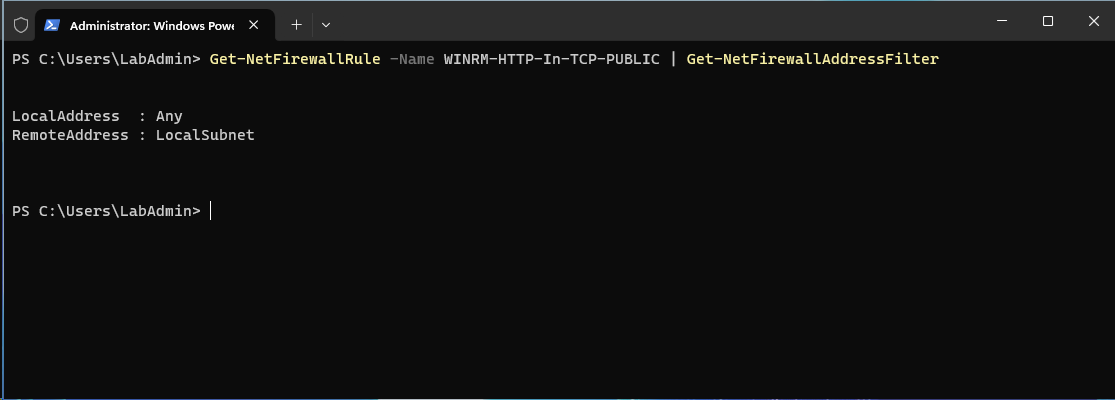 Administrator: Windows Powe
PS C:\Users\LabAdmin> Get-NetFirewallRule -Name WINRM-HTTP-In-TCP-PUBLIC | Get-NetFirewallAddressFilter
LocalAddress  : Any
RemoteAddress : LocalSubnet
PS C:\Users\LabAdmin>